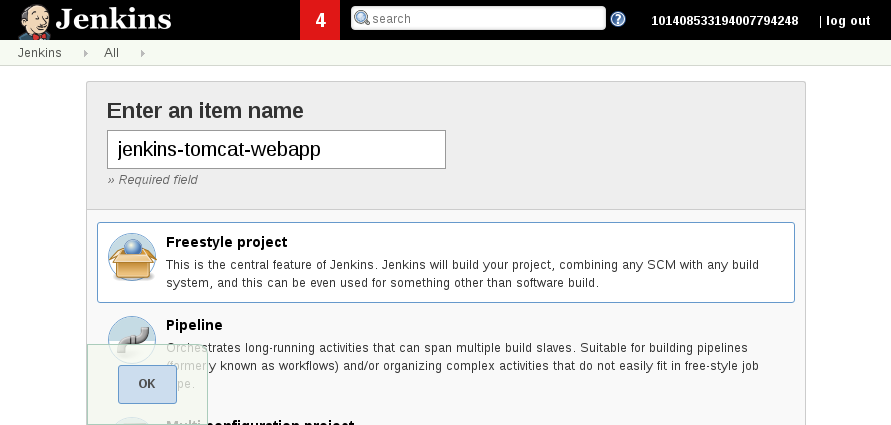 Jenkins
4
search
101408533194007794248
| log out
Jenkins
All
Enter an item name
jenkins-tomcat-webapp
» Required field
Freestyle project
This is the central feature of Jenkins. Jenkins will build your project, combining any SCM with any build
system, and this can be even used for something other than software build.
Pipeline
Orchestrates long-running activities that can span multiple build slaves. Suitable for building pipelines
(formerly known as workflows) and/or organizing complex activities that do not easily fit in free-style job
type.
OK
Multi-configuration project